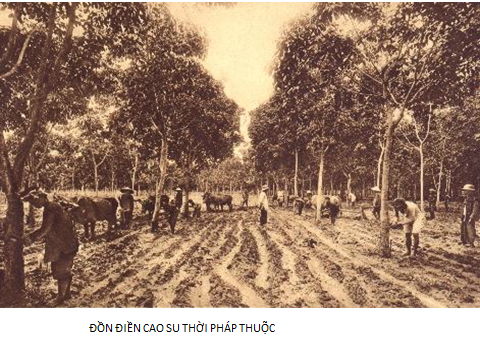 ĐỒN ĐIỀN CAO SU THỜI PHÁP THUỘC